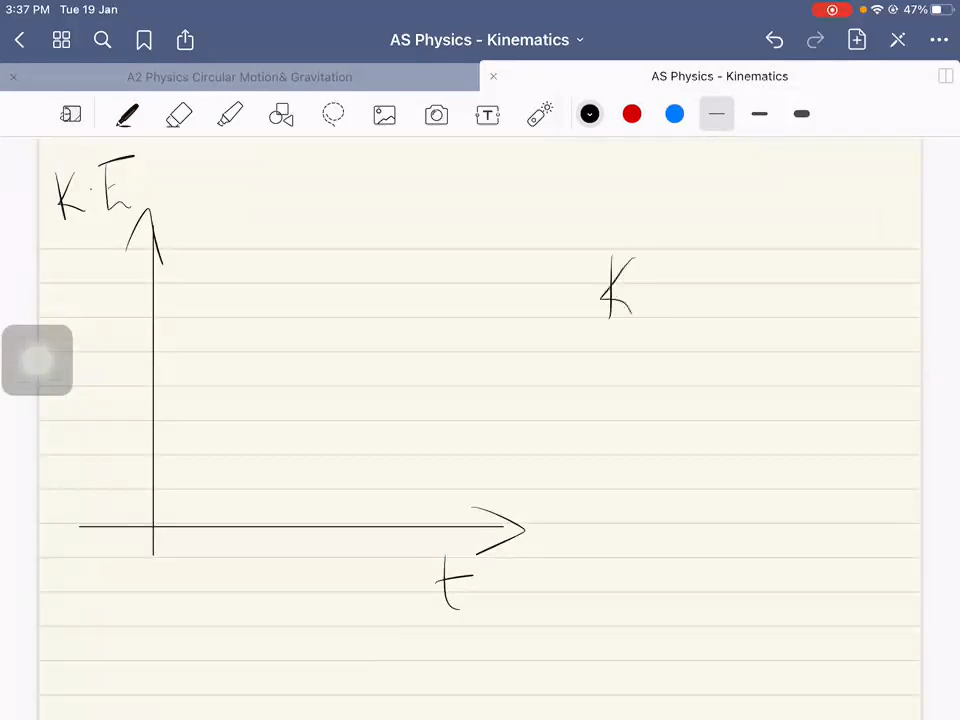 3:37 PM Tue 19 Jan
47%
AS Physics - Kinematics
A2 Physics Circular Motion& Gravitation
AS Physics - Kinematics
T
K.E
K
t